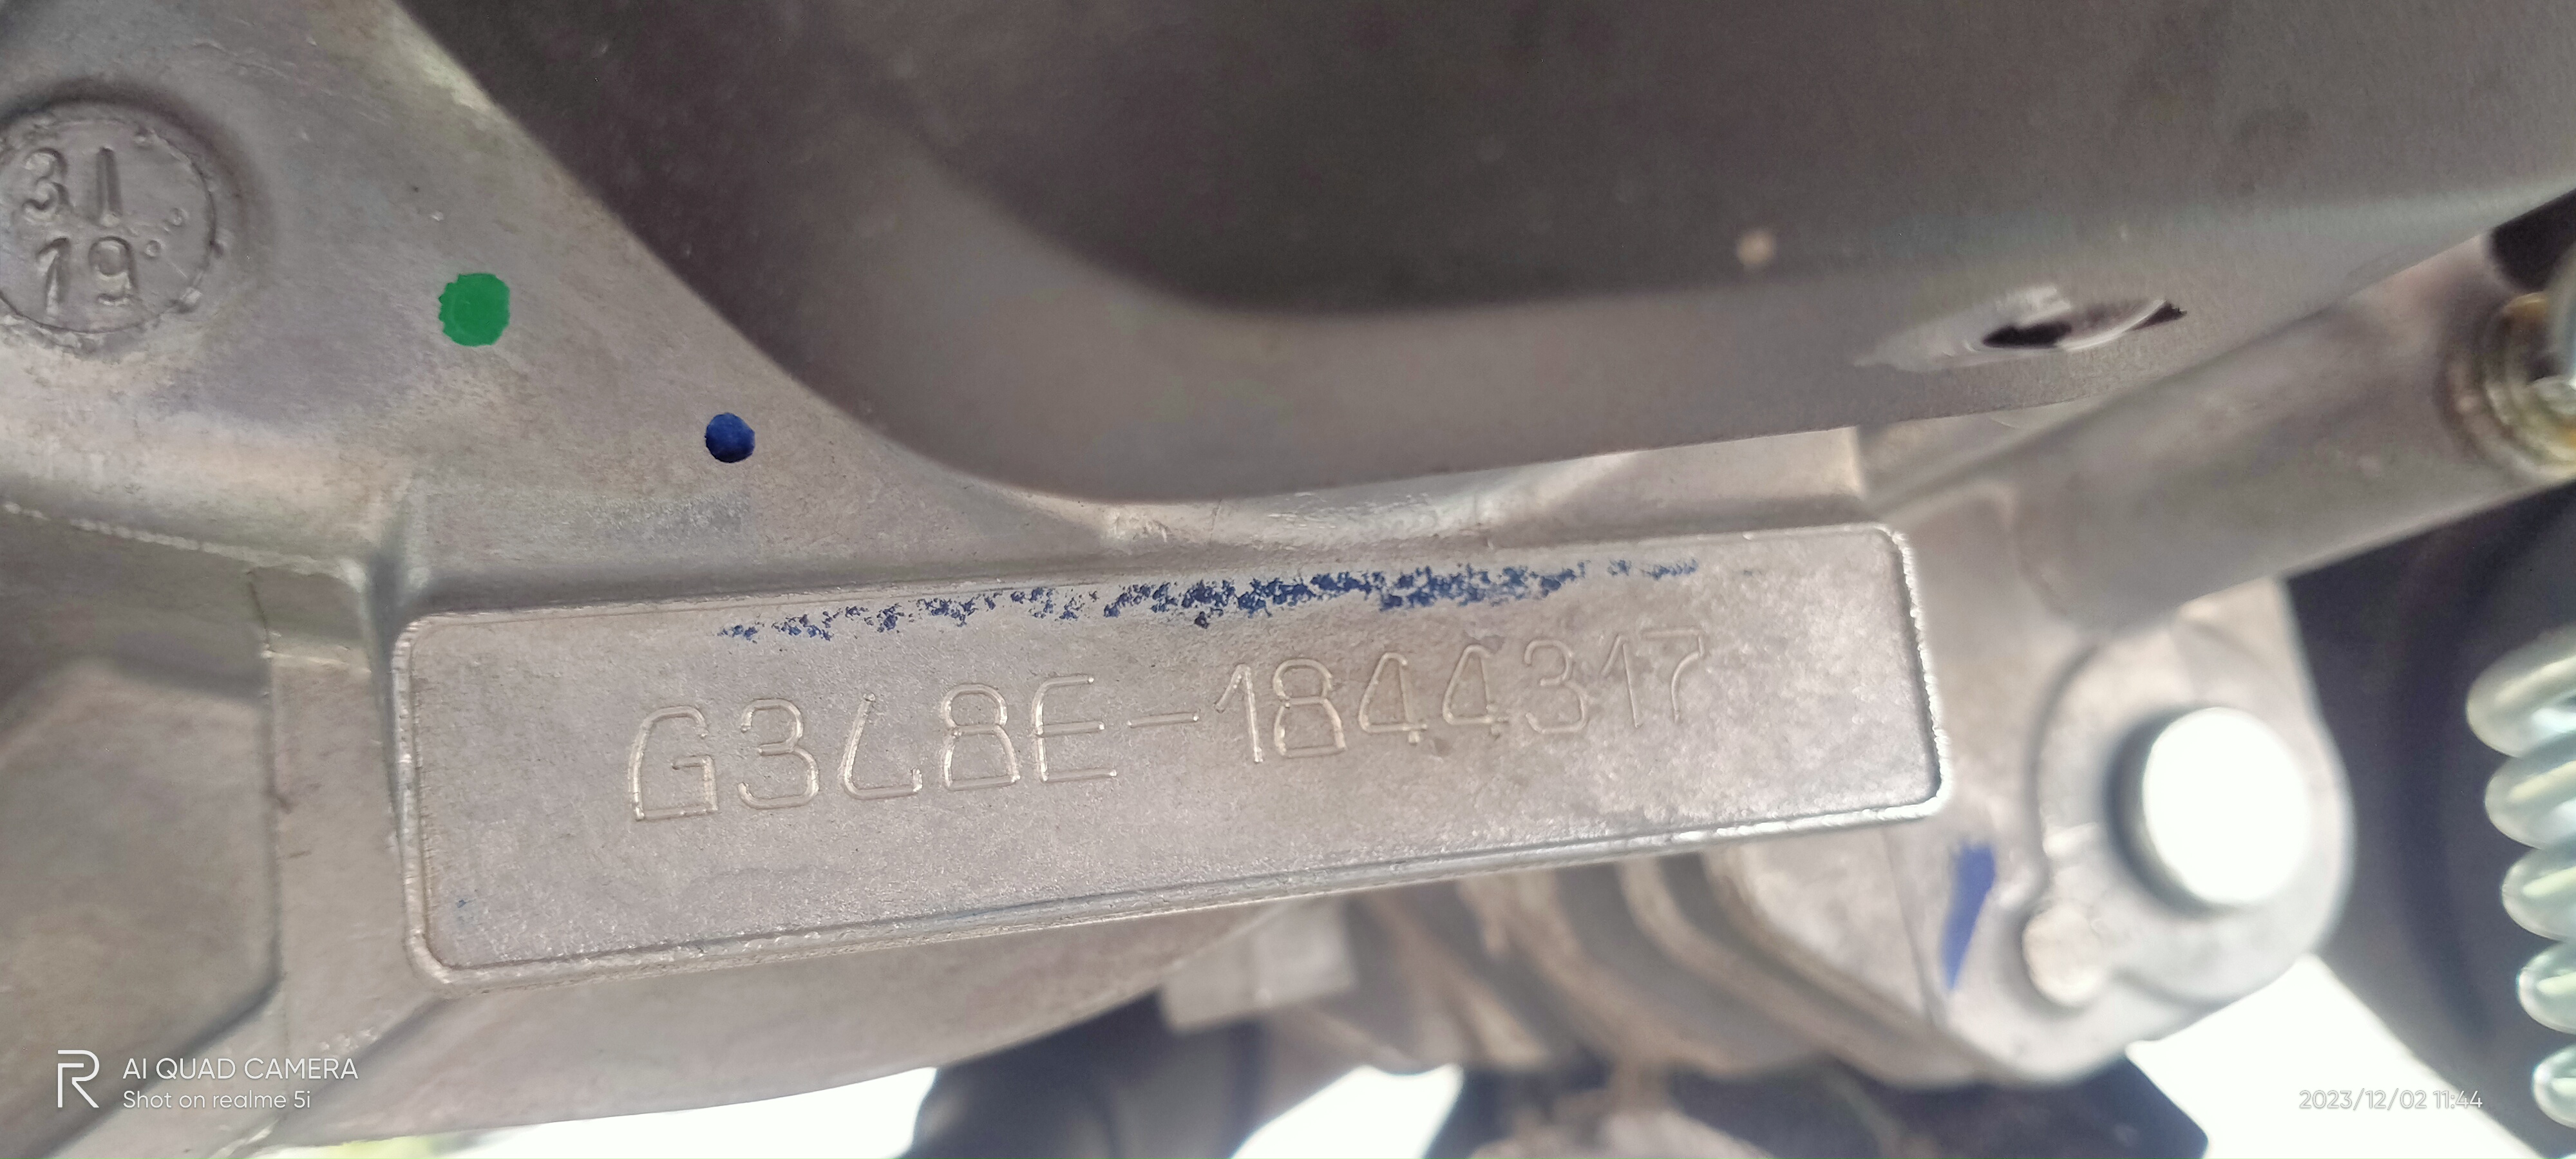 31
19
G3L8E-1844317
AI QUAD CAMERA
Shot on realme 5i
2023/12/02 11:44